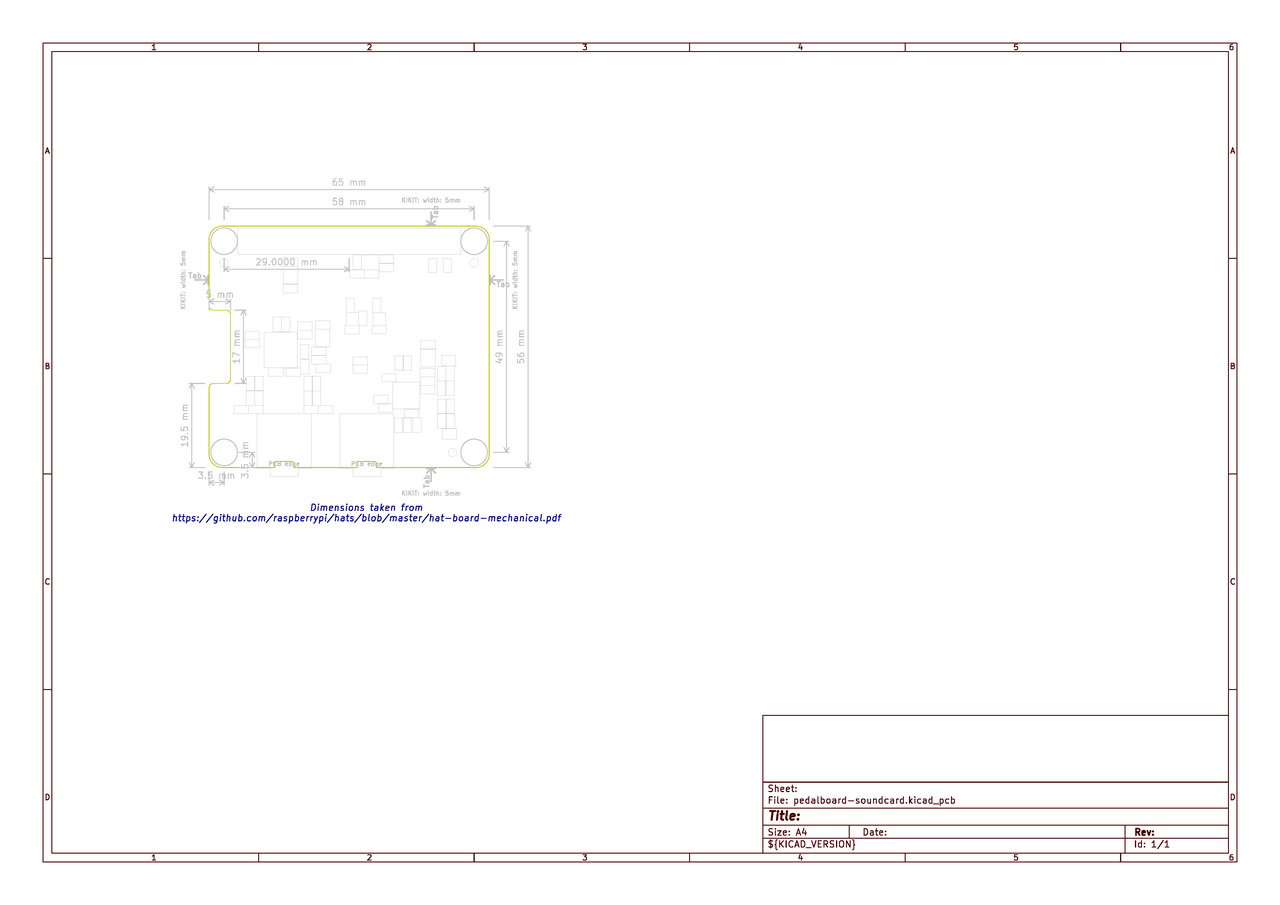 1 2 3 4 5 6
A A
65 mm
58 mm
KIKIT: width: 5mm
Tab
KIKIT: width: 5mm
Tab
29.0000 mm
Tab
KIKIT: width: 5mm
5 mm
17 mm
49 mm
56 mm
B B
19.5 mm
3.5 mm
PCB edge
PCB edge
3.5 mm
Tab
KIKIT: width: 5mm
Dimensions taken from
https://github.com/raspberrypi/hats/blob/master/hat-board-mechanical.pdf
C C
Sheet:
File: pedalboard-soundcard.kicad_pcb
D D
Title:
Size: A4 Date: Rev:
${KICAD_VERSION} Id: 1/1
1 2 3 4 5 6